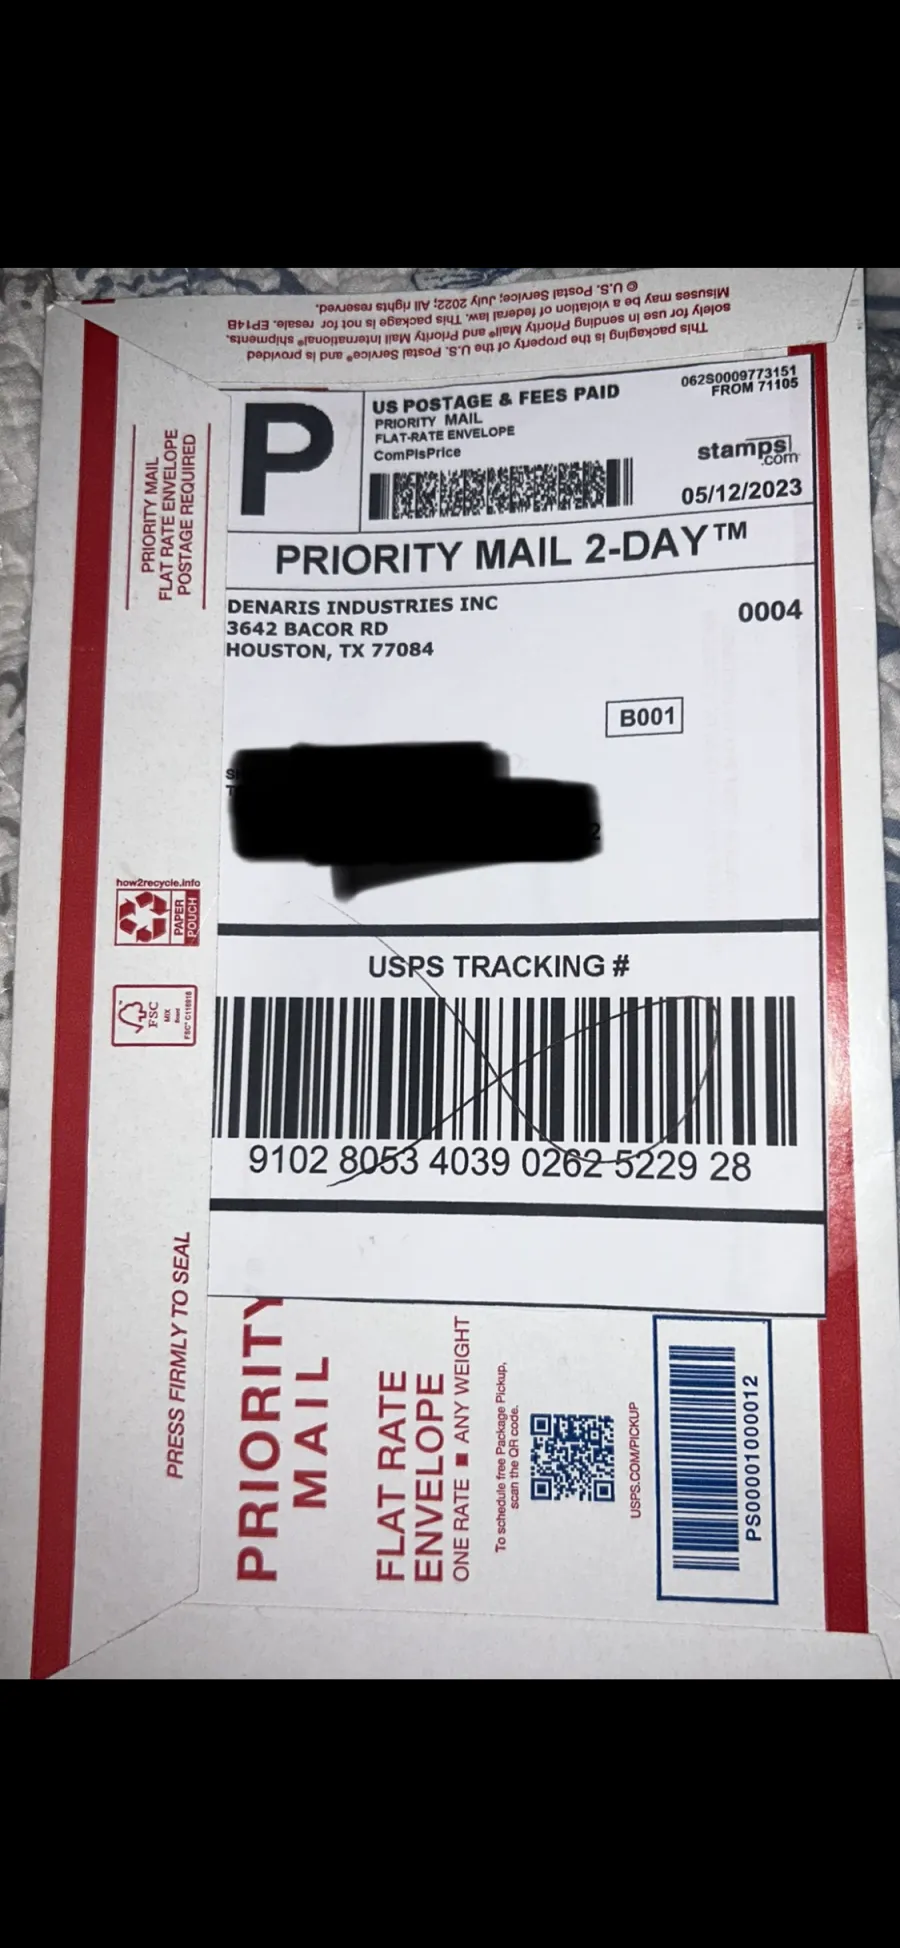 This packaging is the property of the U.S. Postal Service® and is provided
solely for use in sending Priority Mail® and Priority Mail International® shipments.
Misuses may be a violation of federal law. This package is not for resale. EP14B
© U.S. Postal Service; July 2022; All rights reserved.
PRIORITY MAIL
FLAT RATE ENVELOPE
POSTAGE REQUIRED
P
US POSTAGE & FEES PAID
PRIORITY MAIL
FLAT-RATE ENVELOPE
ComPlsPrice
062S0009773151
FROM 71105
stamps
.com
05/12/2023
PRIORITY MAIL 2-DAY™
DENARIS INDUSTRIES INC
3642 BACOR RD
HOUSTON, TX 77084
0004
B001
how2recycle.info
PAPER
POUCH
FSC
MIX
Board
USPS TRACKING #
9102 8053 4039 0262 5229 28
PRESS FIRMLY TO SEAL
PRIORITY
MAIL
FLAT RATE
ENVELOPE
ONE RATE ■ ANY WEIGHT
To schedule free Package Pickup,
scan the QR code.
USPS.COM/PICKUP
PS00001000012